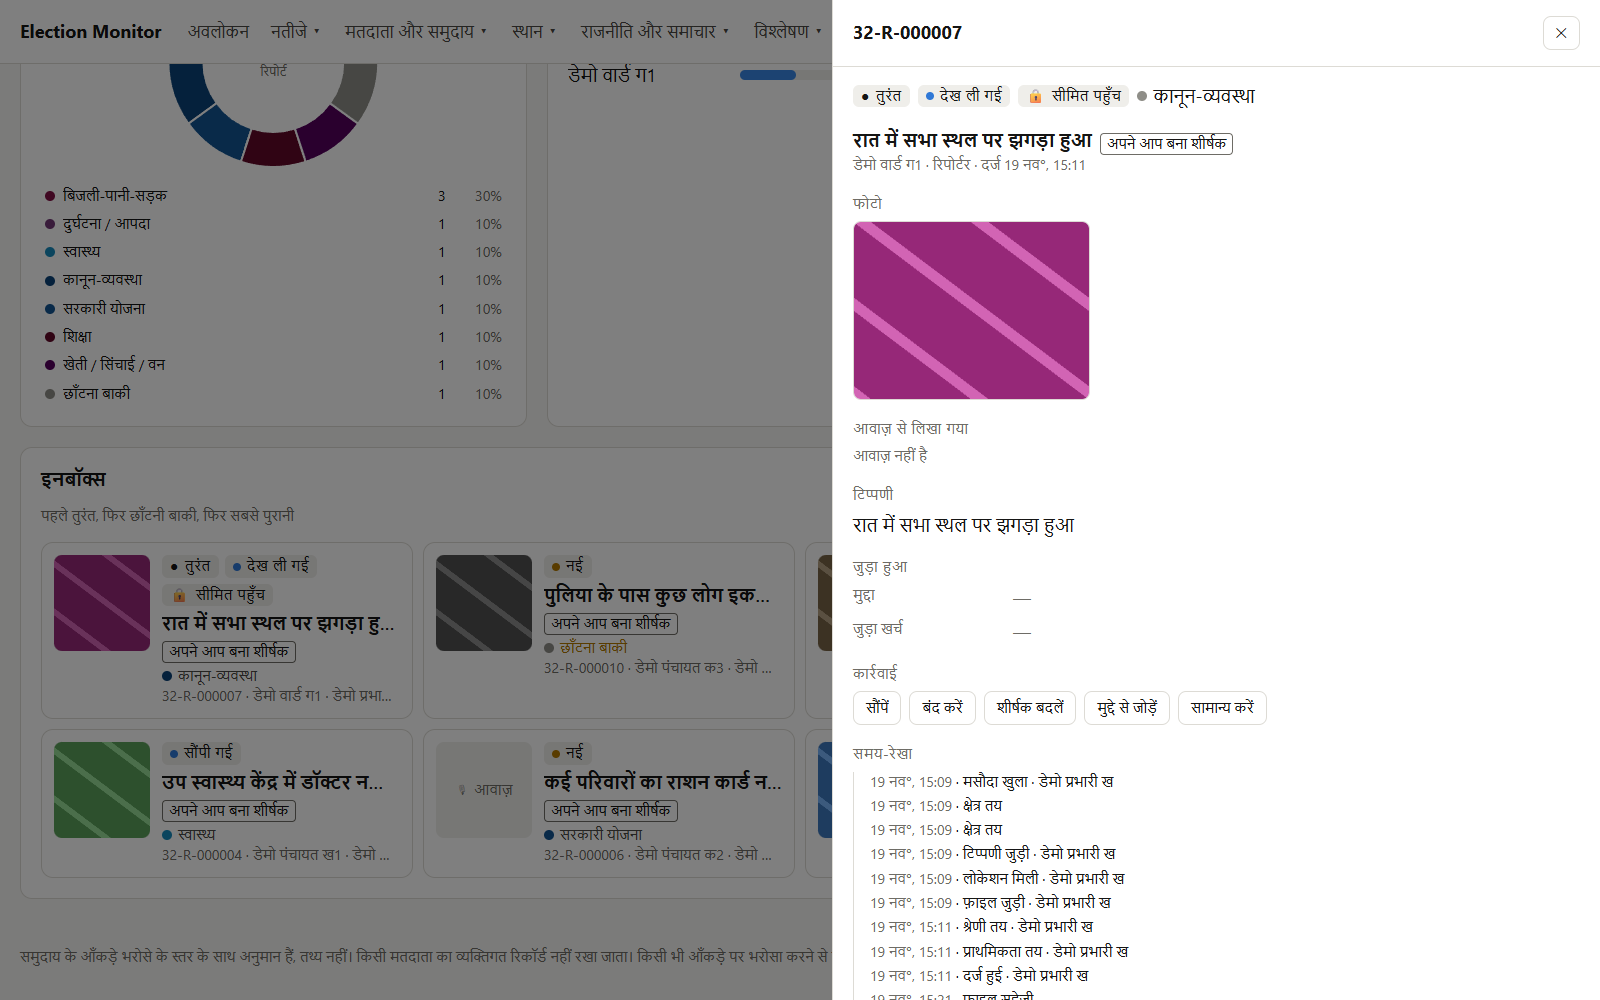 Election Monitor
अवलोकन
नतीजे
मतदाता और समुदाय
स्थान
राजनीति और समाचार
विश्लेषण
रिपोर्ट
बिजली-पानी-सड़क 3 30%
दुर्घटना / आपदा 1 10%
स्वास्थ्य 1 10%
कानून-व्यवस्था 1 10%
सरकारी योजना 1 10%
शिक्षा 1 10%
खेती / सिंचाई / वन 1 10%
छाँटना बाकी 1 10%
डेमो वार्ड ग1
इनबॉक्स
पहले तुरंत, फिर छाँटनी बाकी, फिर सबसे पुरानी
तुरंत
देख ली गई
सीमित पहुँच
रात में सभा स्थल पर झगड़ा हु...
अपने आप बना शीर्षक
कानून-व्यवस्था
32-R-000007 · डेमो वार्ड ग1 · डेमो प्रभा...
नई
पुलिया के पास कुछ लोग इक...
अपने आप बना शीर्षक
छाँटना बाकी
32-R-000010 · डेमो पंचायत क3 · डेमो ...
सौंपी गई
उप स्वास्थ्य केंद्र में डॉक्टर न...
अपने आप बना शीर्षक
स्वास्थ्य
32-R-000004 · डेमो पंचायत ख1 · डेमो ...
आवाज़
नई
कई परिवारों का राशन कार्ड न...
अपने आप बना शीर्षक
सरकारी योजना
32-R-000006 · डेमो पंचायत क2 · डेमो ...
समुदाय के आँकड़े भरोसे के स्तर के साथ अनुमान हैं, तथ्य नहीं। किसी मतदाता का व्यक्तिगत रिकॉर्ड नहीं रखा जाता। किसी भी आँकड़े पर भरोसा करने से
32-R-000007
तुरंत
देख ली गई
सीमित पहुँच
कानून-व्यवस्था
रात में सभा स्थल पर झगड़ा हुआ
अपने आप बना शीर्षक
डेमो वार्ड ग1 · रिपोर्टर · दर्ज 19 नव°, 15:11
फोटो
आवाज़ से लिखा गया
आवाज़ नहीं है
टिप्पणी
रात में सभा स्थल पर झगड़ा हुआ
जुड़ा हुआ
मुद्दा —
जुड़ा खर्च —
कार्रवाई
सौंपें
बंद करें
शीर्षक बदलें
मुद्दे से जोड़ें
सामान्य करें
समय-रेखा
19 नव°, 15:09 · मसौदा खुला · डेमो प्रभारी ख
19 नव°, 15:09 · क्षेत्र तय
19 नव°, 15:09 · क्षेत्र तय
19 नव°, 15:09 · टिप्पणी जुड़ी · डेमो प्रभारी ख
19 नव°, 15:09 · लोकेशन मिली · डेमो प्रभारी ख
19 नव°, 15:09 · फ़ाइल जुड़ी · डेमो प्रभारी ख
19 नव°, 15:11 · श्रेणी तय · डेमो प्रभारी ख
19 नव°, 15:11 · प्राथमिकता तय · डेमो प्रभारी ख
19 नव°, 15:11 · दर्ज हुई · डेमो प्रभारी ख